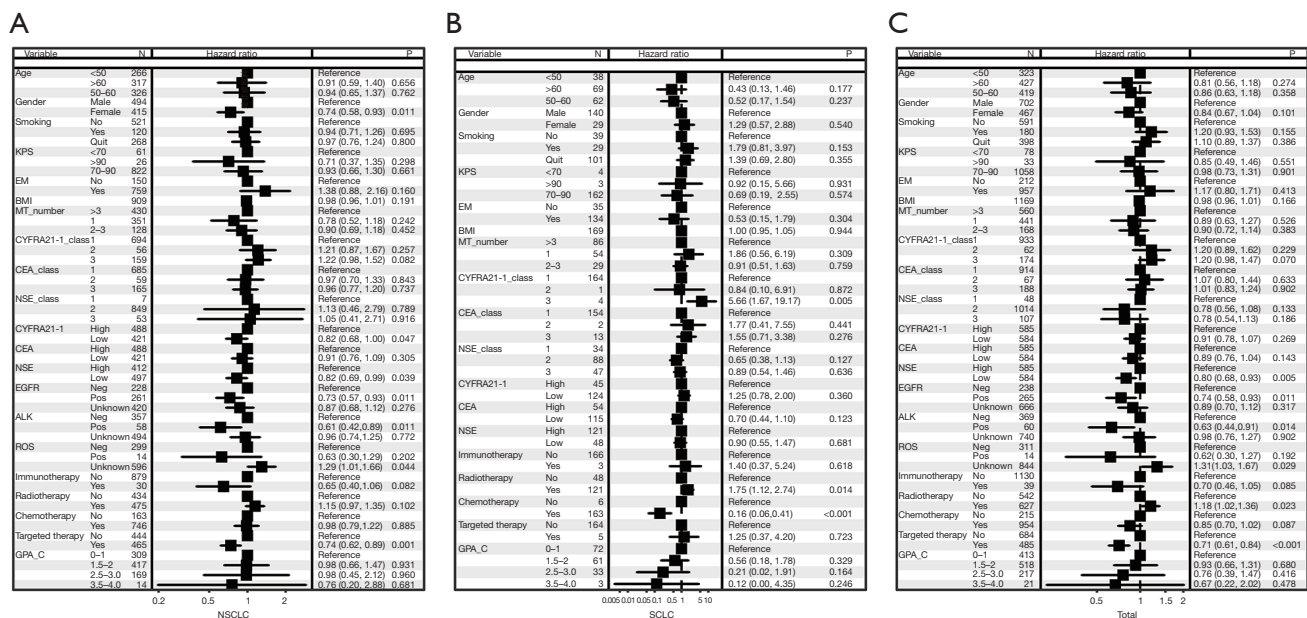 A
Variable N Hazard ratio P
Age <50 266 Reference
>60 317 0.91 (0.59, 1.40) 0.656
50–60 326 0.94 (0.65, 1.37) 0.762
Gender Male 494 Reference
Female 415 0.74 (0.58, 0.93) 0.011
Smoking No 521 Reference
Yes 120 0.94 (0.71, 1.26) 0.695
Quit 268 0.97 (0.76, 1.24) 0.800
KPS <70 61 Reference
>90 26 0.71 (0.37, 1.35) 0.298
70–90 822 0.93 (0.66, 1.30) 0.661
EM No 150 Reference
Yes 759 1.38 (0.88, 2.16) 0.160
BMI 909 0.98 (0.96, 1.01) 0.191
MT_number >3 430 Reference
1 351 0.78 (0.52, 1.18) 0.242
2–3 128 0.90 (0.69, 1.18) 0.452
CYFRA21-1_class 1 694 Reference
2 56 1.21 (0.87, 1.67) 0.257
3 159 1.22 (0.98, 1.52) 0.082
CEA_class 1 685 Reference
2 59 0.97 (0.70, 1.33) 0.843
3 165 0.96 (0.77, 1.20) 0.737
NSE_class 1 7 Reference
2 849 1.13 (0.46, 2.79) 0.789
3 53 1.05 (0.41, 2.71) 0.916
CYFRA21-1 High 488 Reference
Low 421 0.82 (0.68, 1.00) 0.047
CEA High 488 Refarance
Low 421 0.91 (0.76, 1.09) 0.305
NSE High 412 Reference
Low 497 0.82 (0.69, 0.99) 0.039
EGFR Neg 228 Reference
Pos 261 0.73 (0.57, 0.93) 0.011
Unknown 420 0.87 (0.68, 1.12) 0.276
ALK Neg 357 Reference
Pos 58 0.61 (0.42,0.89) 0.011
Unknown 494 0.96 (0.74,1.25) 0.772
ROS Neg 299 Reference
Pos 14 0.63 (0.30,1.29) 0.202
Unknown 596 1.29 (1.01,1.66) 0.044
Immunotherapy No 879 Reference
Yes 30 0.65 (0.40,1.06) 0.082
Radiotherapy No 434 Reference
Yes 475 1.15 (0.97, 1.35) 0.102
Chemotherapy No 163 Reference
Yes 746 0.98 (0.79,1.22) 0.885
Targeted therapy No 444 Reference
Yes 465 0.74 (0.62, 0.89) 0.001
GPA_C 0–1 309 Reference
1.5–2 417 0.98 (0.66, 1.47) 0.931
2.5–3.0 169 0.98 (0.45, 2.12) 0.960
3.5–4.0 14 0.76 (0.20, 2.88) 0.681
0.2 0.5 1 2
NSCLC
B
Variable N Hazard ratio P
Age <50 38 Reference
>60 69 0.43 (0.13, 1.46) 0.177
50–60 62 0.52 (0.17, 1.54) 0.237
Gender Male 140 Reference
Female 29 1.29 (0.57, 2.88) 0.540
Smoking No 39 Reference
Yes 29 1.79 (0.81, 3.97) 0.153
Quit 101 1.39 (0.69, 2.80) 0.355
KPS <70 4 Reference
>90 3 0.92 (0.15, 5.66) 0.931
70–90 162 0.69 (0.19, 2.55) 0.574
EM No 35 Reference
Yes 134 0.53 (0.15, 1.79) 0.304
BMI 169 1.00 (0.95, 1.05) 0.944
MT_number >3 86 Reference
1 54 1.86 (0.56, 6.19) 0.309
2–3 29 0.91 (0.51, 1.63) 0.759
CYFRA21-1_class 1 164 Reference
2 1 0.84 (0.10, 6.91) 0.872
3 4 5.66 (1.67, 19.17) 0.005
CEA_class 1 154 Reference
2 2 1.77 (0.41, 7.55) 0.441
3 13 1.55 (0.71, 3.38) 0.276
NSE_class 1 34 Reference
2 88 0.65 (0.38, 1.13) 0.127
3 47 0.89 (0.54, 1.46) 0.636
CYFRA21-1 High 45 Reference
Low 124 1.25 (0.78, 2.00) 0.360
CEA High 54 Reference
Low 115 0.70 (0.44, 1.10) 0.123
NSE High 121 Reference
Low 48 0.90 (0.55, 1.47) 0.681
Immunotherapy No 166 Reference
Yes 3 1.40 (0.37, 5.24) 0.618
Radiotherapy No 48 Reference
Yes 121 1.75 (1.12, 2.74) 0.014
Chemotherapy No 6 Reference
Yes 163 0.16 (0.06,0.41) <0.001
Targeted therapy No 164 Reference
Yes 5 1.25 (0.37, 4.20) 0.723
GPA_C 0–1 72 Reference
1.5–2 61 0.56 (0.18, 1.78) 0.329
2.5–3.0 33 0.21 (0.02, 1.91) 0.164
3.5–4.0 3 0.12 (0.00, 4.35) 0.246
0.005 0.01 0.05 0.1 0.5 1 5 10
SCLC
C
Variable N Hazard ratio P
Age <50 323 Reference
>60 427 0.81 (0.56, 1.18) 0.274
50–60 419 0.86 (0.63, 1.18) 0.358
Gender Male 702 Reference
Female 467 0.84 (0.67, 1.04) 0.101
Smoking No 591 Reference
Yes 180 1.20 (0.93, 1.53) 0.155
Quit 398 1.10 (0.89, 1.37) 0.386
KPS <70 78 Reference
>90 33 0.85 (0.49, 1.46) 0.551
70–90 1058 0.98 (0.73, 1.31) 0.901
EM No 212 Reference
Yes 957 1.17 (0.80, 1.71) 0.413
BMI 1169 0.98 (0.96, 1.01) 0.166
MT_number >3 560 Reference
1 441 0.89 (0.63, 1.27) 0.526
2–3 168 0.90 (0.72, 1.14) 0.383
CYFRA21-1_class 1 933 Reference
2 62 1.20 (0.89, 1.62) 0.229
3 174 1.20 (0.98, 1.47) 0.070
CEA_class 1 914 Reference
2 67 1.07 (0.80, 1.44) 0.633
3 188 1.01 (0.83, 1.24) 0.902
NSE_class 1 48 Reference
2 1014 0.78 (0.56, 1.08) 0.133
3 107 0.78 (0.54,1.13) 0.186
CYFRA21-1 High 585 Reference
Low 584 0.91 (0.78, 1.07) 0.269
CEA High 585 Reference
Low 584 0.89 (0.76, 1.04) 0.143
NSE High 585 Reference
Low 584 0.80 (0.68, 0.93) 0.005
EGFR Neg 238 Reference
Pos 265 0.74 (0.58, 0.93) 0.011
Unknown 666 0.89 (0.70, 1.12) 0.317
ALK Neg 369 Reference
Pos 60 0.63 (0.44,0.91) 0.014
Unknown 740 0.98 (0.76, 1.27) 0.902
ROS Neg 311 Reference
Pos 14 0.62( 0.30, 1.27) 0.192
Unknown 844 1.31(1.03, 1.67) 0.029
Immunotherapy No 1130 Reference
Yes 39 0.70 (0.46, 1.05) 0.085
Radiotherapy No 542 Reference
Yes 627 1.18 (1.02,1.36) 0.023
Chemotherapy No 215 Reference
Yes 954 0.85 (0.70, 1.02) 0.087
Targeted therapy No 684 Reference
Yes 485 0.71 (0.61, 0.84) <0.001
GPA_C 0–1 413 Reference
1.5–2 518 0.93 (0.66, 1.31) 0.680
2.5–3.0 217 0.76 (0.39, 1.47) 0.416
3.5–4.0 21 0.67 (0.22, 2.02) 0.478
0.5 1 1.5 2
Total